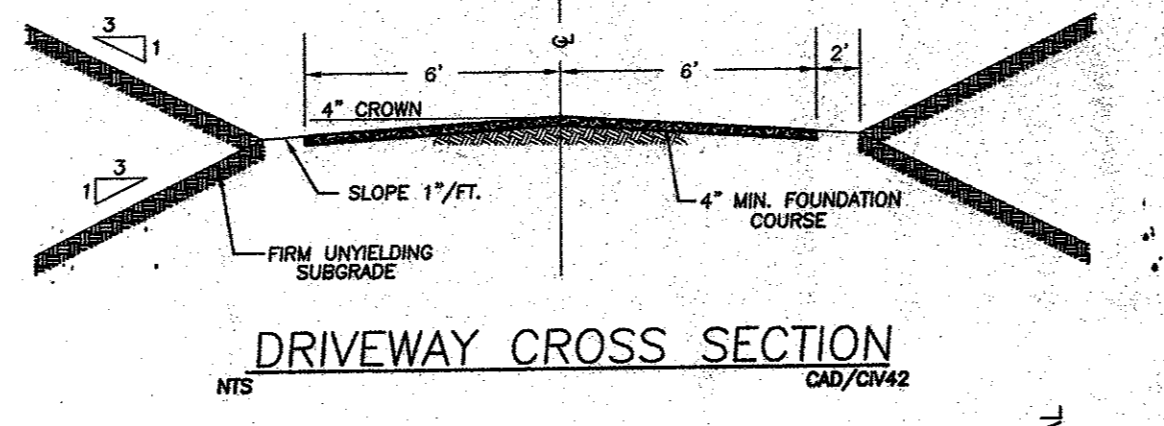 3
1
℄
6'
6'
2'
4" CROWN
3
1
SLOPE 1"/FT.
4" MIN. FOUNDATION
COURSE
FIRM UNYIELDING
SUBGRADE
DRIVEWAY CROSS SECTION
NTS
CAD/CIV42